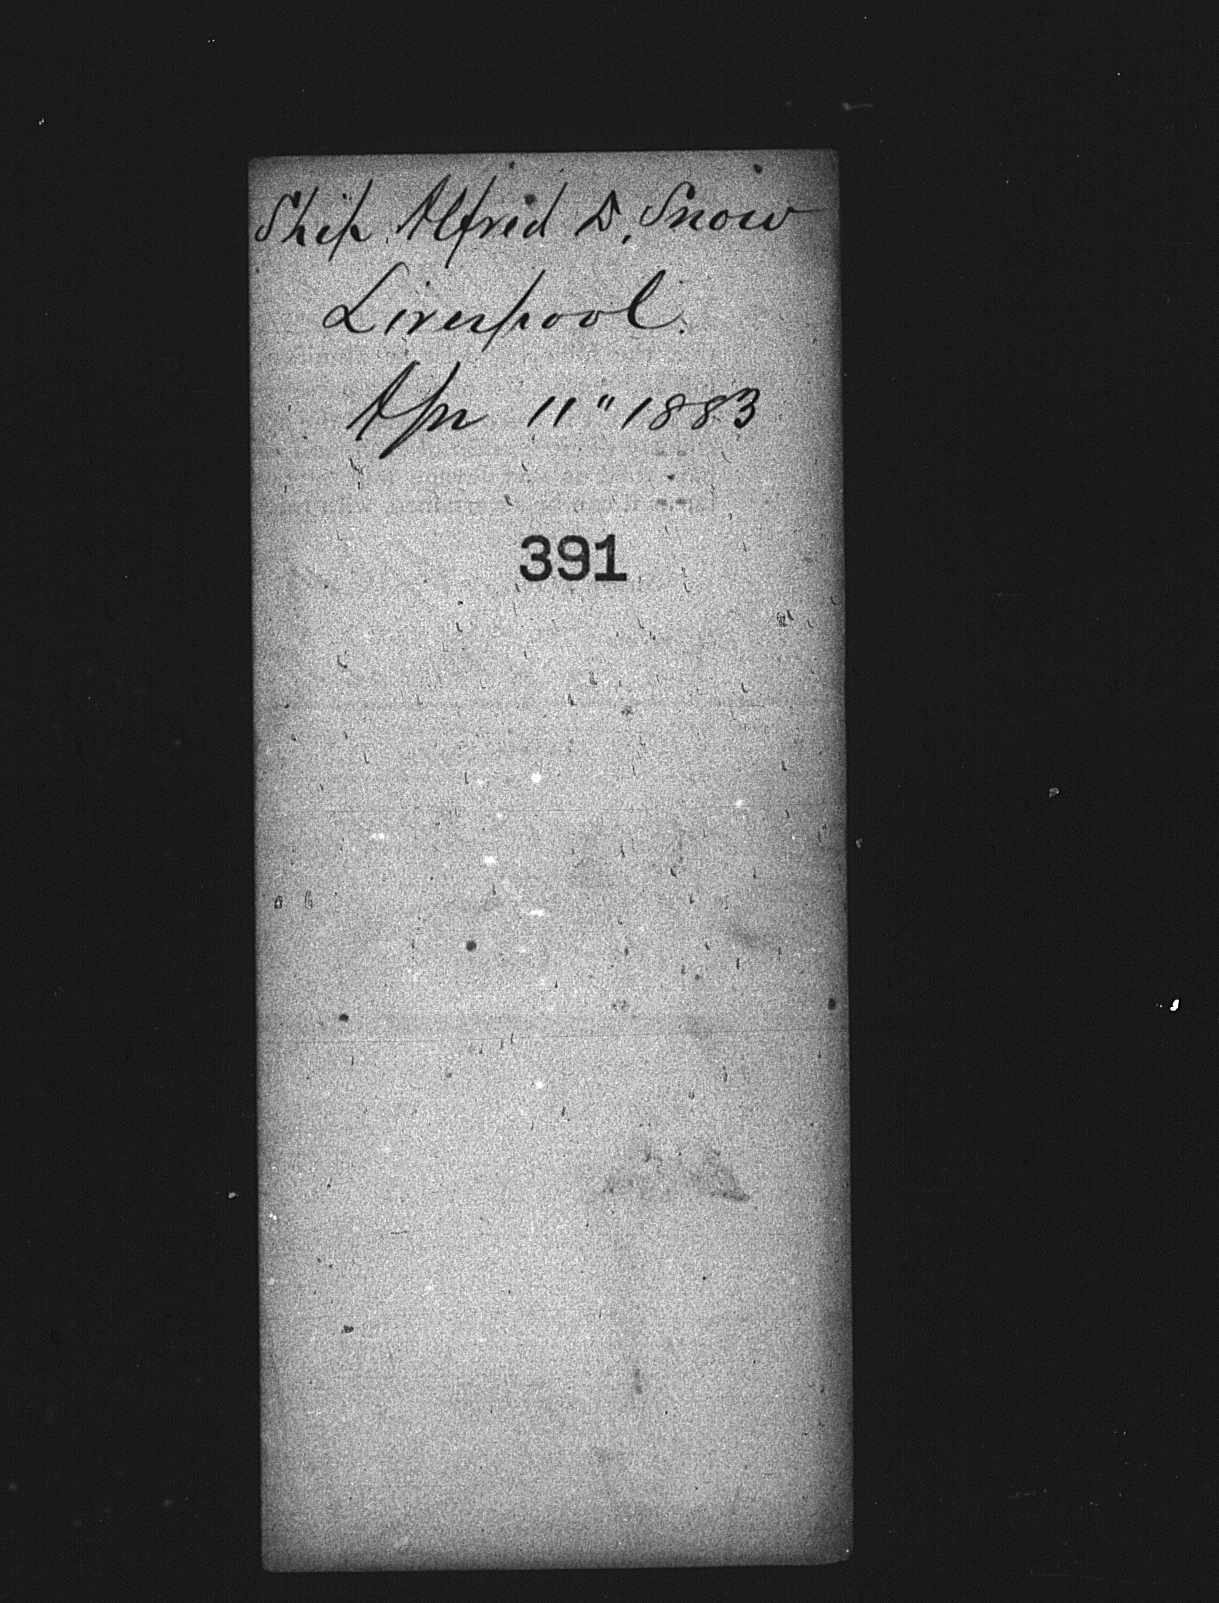 Ship Alfred D. Snow
Liverpool.
Apr 11" 1883
391